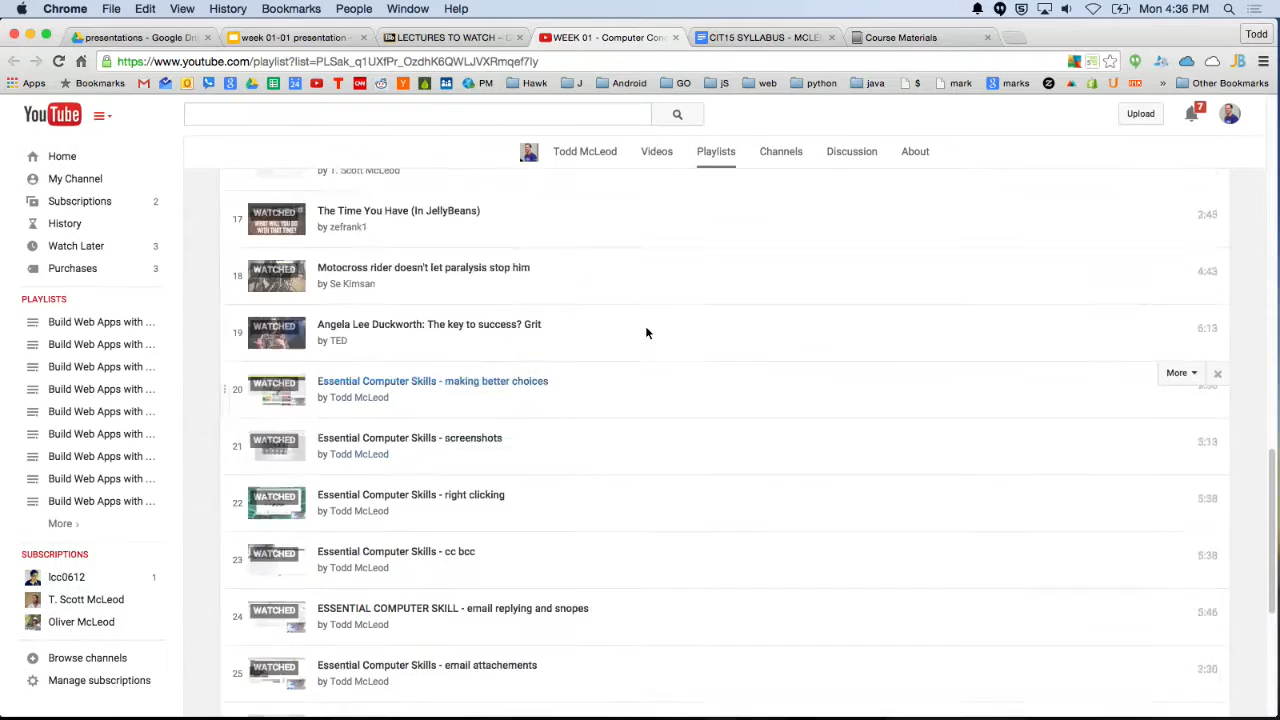 Chrome File Edit View History Bookmarks People Window Help Mon 4:36 PM
presentations - Google Dri week 01-01 presentation LECTURES TO WATCH - C WEEK 01 - Computer Con CIT15 SYLLABUS - MCLE Course Materials Todd
https://www.youtube.com/playlist?list=PLSak_q1UXfPr_OzdhK6QWLJVXRmqef7Iy
Apps Bookmarks PM Hawk J Android GO web python java $ mark marks Other Bookmarks
YouTube Upload 7
Todd McLeod Videos Playlists Channels Discussion About
Home
My Channel
Subscriptions 2
History
Watch Later 3
Purchases 3
PLAYLISTS
Build Web Apps with ...
Build Web Apps with ...
Build Web Apps with ...
Build Web Apps with ...
Build Web Apps with ...
Build Web Apps with ...
Build Web Apps with ...
Build Web Apps with ...
Build Web Apps with ...
More ›
SUBSCRIPTIONS
lcc0612 1
T. Scott McLeod
Oliver McLeod
Browse channels
Manage subscriptions
by T. Scott McLeod
17 WATCHED The Time You Have (In JellyBeans) 2:45
by zefrank1
18 WATCHED Motocross rider doesn't let paralysis stop him 4:43
by Se Kimsan
19 WATCHED Angela Lee Duckworth: The key to success? Grit 6:13
by TED
20 WATCHED Essential Computer Skills - making better choices More
by Todd McLeod
21 WATCHED Essential Computer Skills - screenshots 5:13
by Todd McLeod
22 WATCHED Essential Computer Skills - right clicking 5:38
by Todd McLeod
23 WATCHED Essential Computer Skills - cc bcc 5:38
by Todd McLeod
24 WATCHED ESSENTIAL COMPUTER SKILL - email replying and snopes 5:46
by Todd McLeod
25 WATCHED Essential Computer Skills - email attachements 2:30
by Todd McLeod